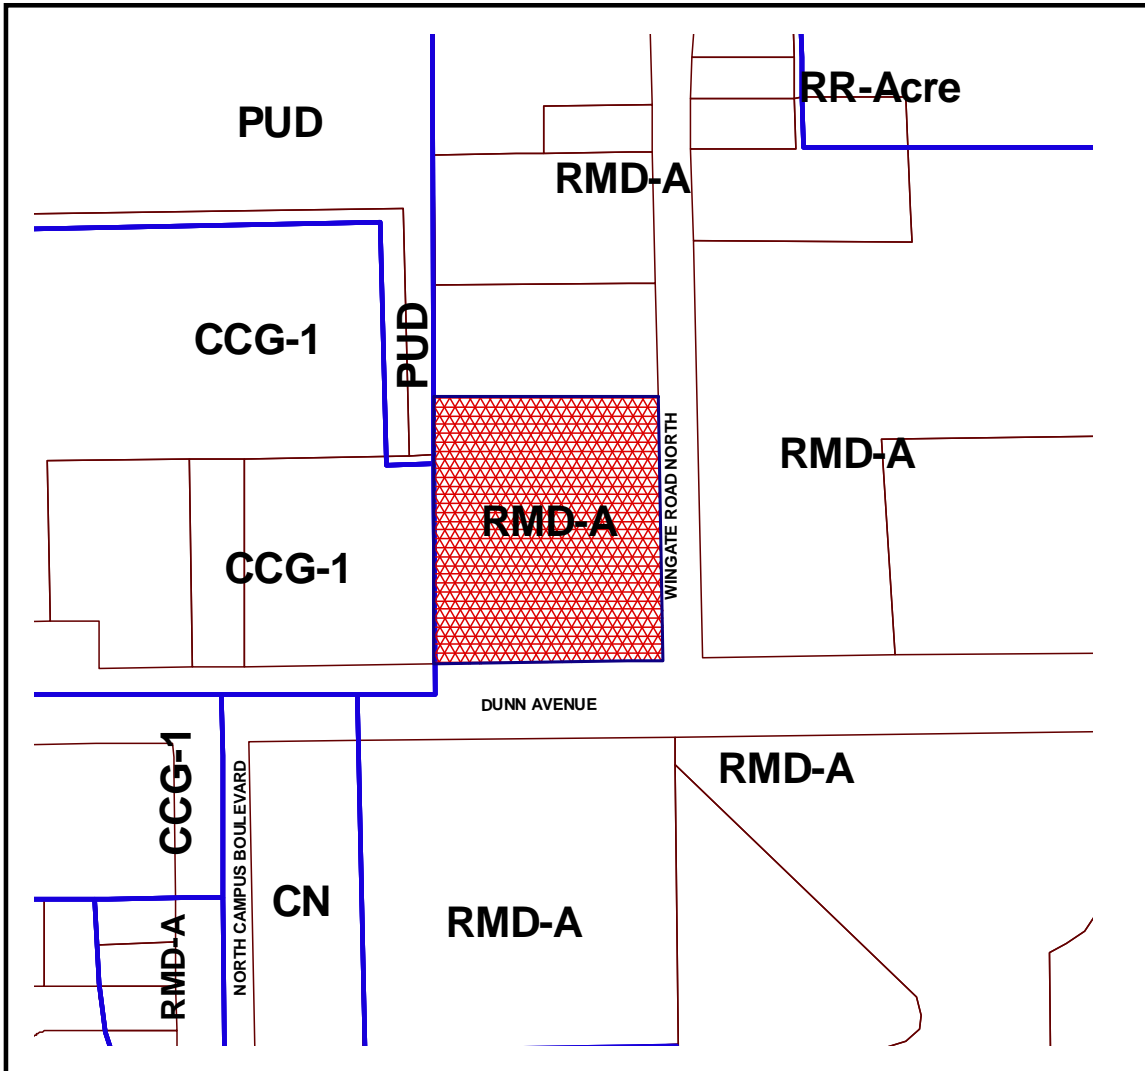 RR-Acre
PUD
RMD-A
CCG-1
PUD
RMD-A
WINGATE ROAD NORTH
RMD-A
CCG-1
DUNN AVENUE
CCG-1
RMD-A
NORTH CAMPUS BOULEVARD
CN
RMD-A
RMD-A